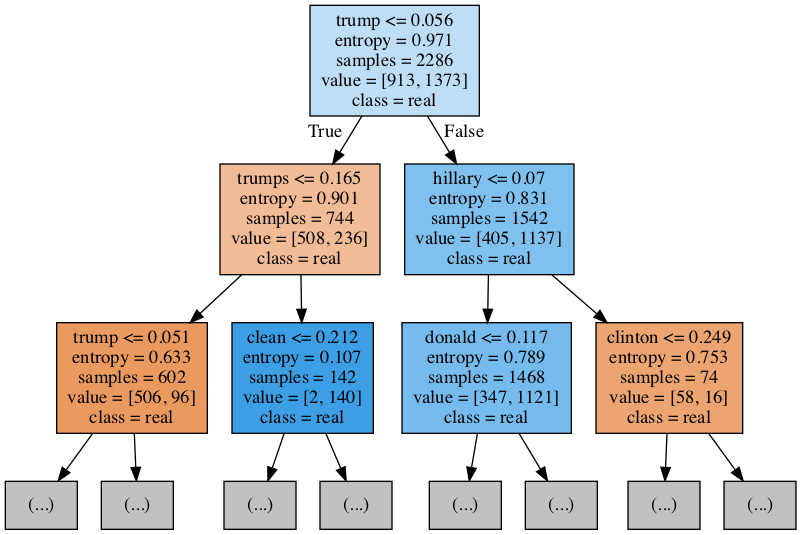 trump <= 0.056
entropy = 0.971
samples = 2286
value = [913, 1373]
class = real
True
False
trumps <= 0.165
entropy = 0.901
samples = 744
value = [508, 236]
class = real
hillary <= 0.07
entropy = 0.831
samples = 1542
value = [405, 1137]
class = real
trump <= 0.051
entropy = 0.633
samples = 602
value = [506, 96]
class = real
clean <= 0.212
entropy = 0.107
samples = 142
value = [2, 140]
class = real
donald <= 0.117
entropy = 0.789
samples = 1468
value = [347, 1121]
class = real
clinton <= 0.249
entropy = 0.753
samples = 74
value = [58, 16]
class = real
(...)
(...)
(...)
(...)
(...)
(...)
(...)
(...)